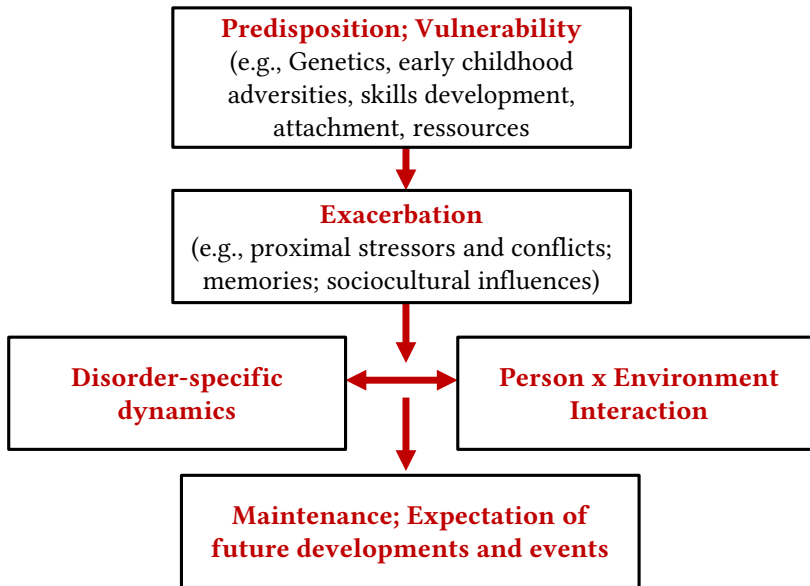 Predisposition; Vulnerability
(e.g., Genetics, early childhood
adversities, skills development,
attachment, ressources
Exacerbation
(e.g., proximal stressors and conflicts;
memories; sociocultural influences)
Disorder-specific
dynamics
Person x Environment
Interaction
Maintenance; Expectation of
future developments and events